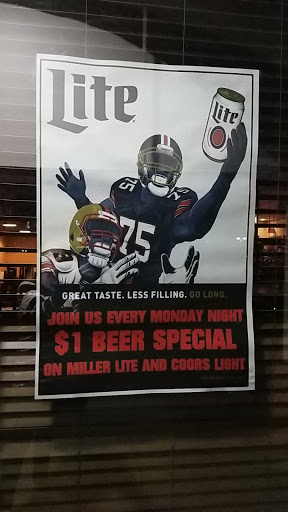 Lite
Lite
75
75
GREAT TASTE. LESS FILLING. GO LONG.
JOIN US EVERY MONDAY NIGHT
$1 BEER SPECIAL
ON MILLER LITE AND COORS LIGHT